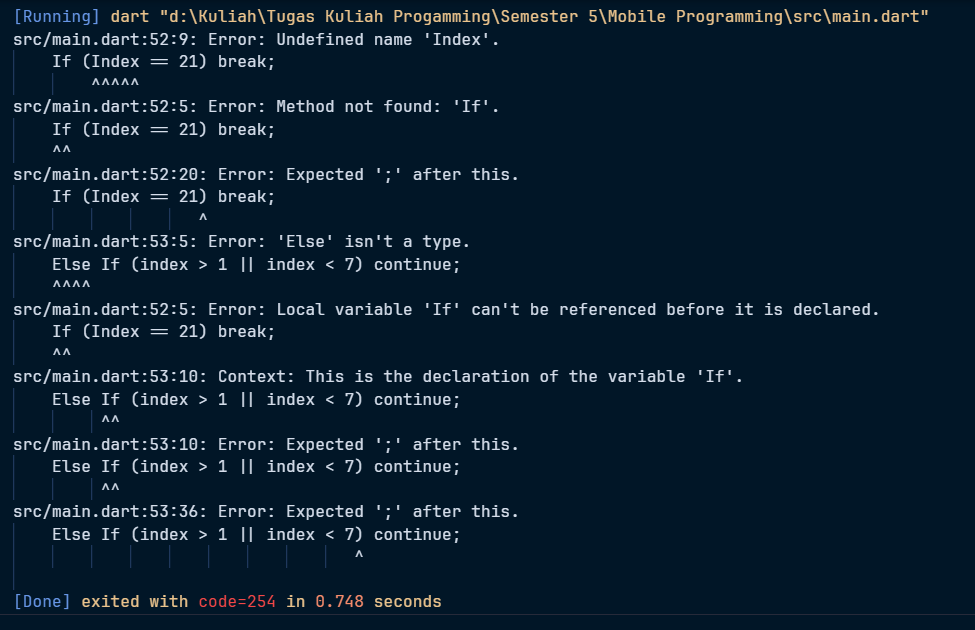 [Running] dart "d:\Kuliah\Tugas Kuliah Progamming\Semester 5\Mobile Programming\src\main.dart"
src/main.dart:52:9: Error: Undefined name 'Index'.
    If (Index == 21) break;
        ^^^^^
src/main.dart:52:5: Error: Method not found: 'If'.
    If (Index == 21) break;
    ^^
src/main.dart:52:20: Error: Expected ';' after this.
    If (Index == 21) break;
                   ^
src/main.dart:53:5: Error: 'Else' isn't a type.
    Else If (index > 1 || index < 7) continue;
    ^^^^
src/main.dart:52:5: Error: Local variable 'If' can't be referenced before it is declared.
    If (Index == 21) break;
    ^^
src/main.dart:53:10: Context: This is the declaration of the variable 'If'.
    Else If (index > 1 || index < 7) continue;
         ^^
src/main.dart:53:10: Error: Expected ';' after this.
    Else If (index > 1 || index < 7) continue;
         ^^
src/main.dart:53:36: Error: Expected ';' after this.
    Else If (index > 1 || index < 7) continue;
                                   ^
[Done] exited with code=254 in 0.748 seconds